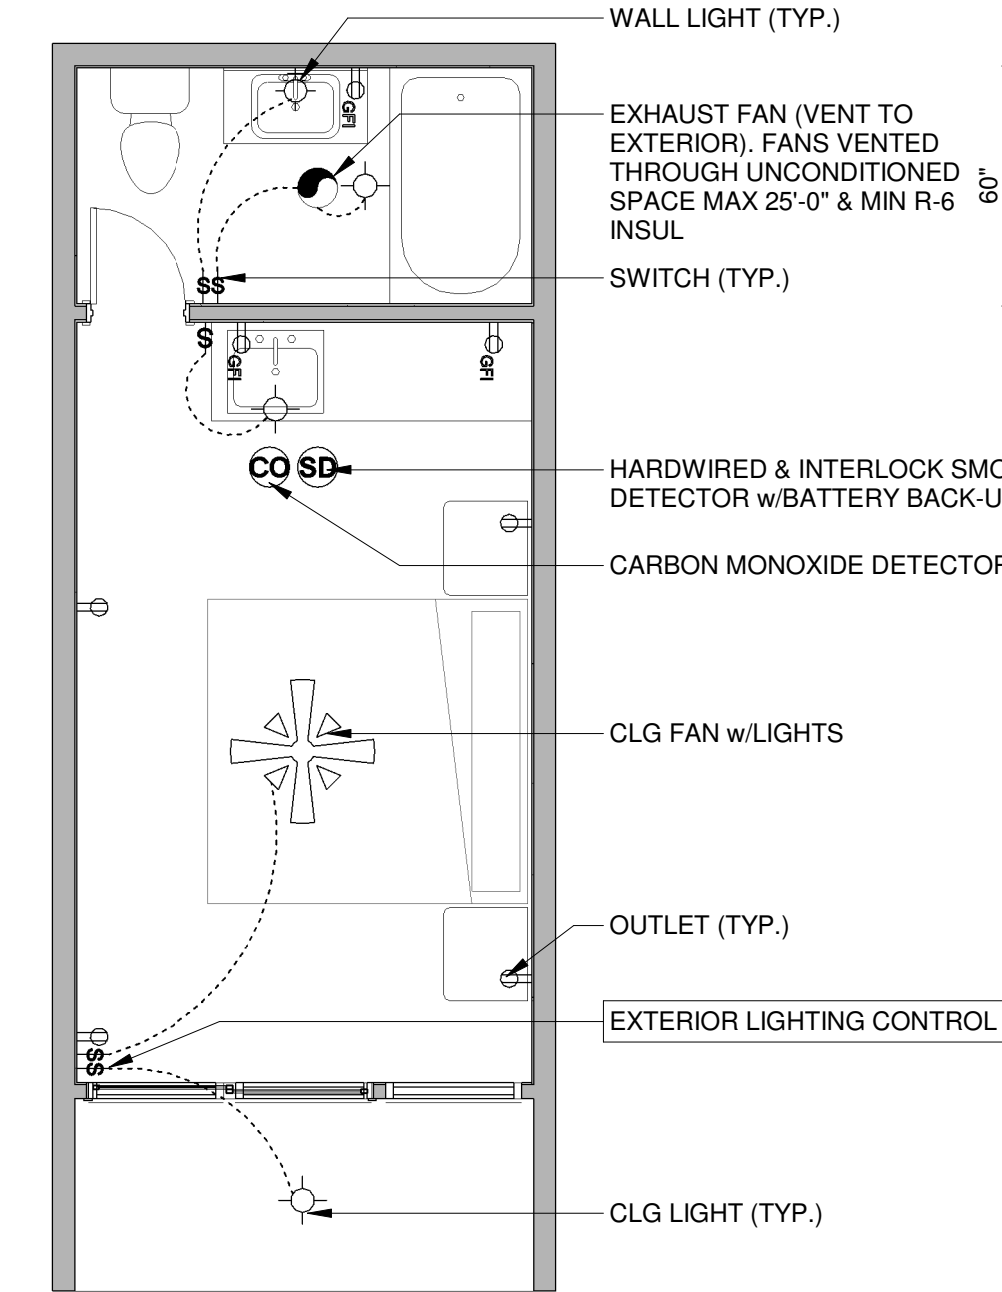 WALL LIGHT (TYP.)
EXHAUST FAN (VENT TO
EXTERIOR). FANS VENTED
THROUGH UNCONDITIONED
SPACE MAX 25'-0" & MIN R-6
INSUL
60"
GFI
SWITCH (TYP.)
SS
S
GFI
GFI
CO SD
HARDWIRED & INTERLOCK SMO
DETECTOR w/BATTERY BACK-U
CARBON MONOXIDE DETECTOR
CLG FAN w/LIGHTS
OUTLET (TYP.)
EXTERIOR LIGHTING CONTROL
SS
CLG LIGHT (TYP.)